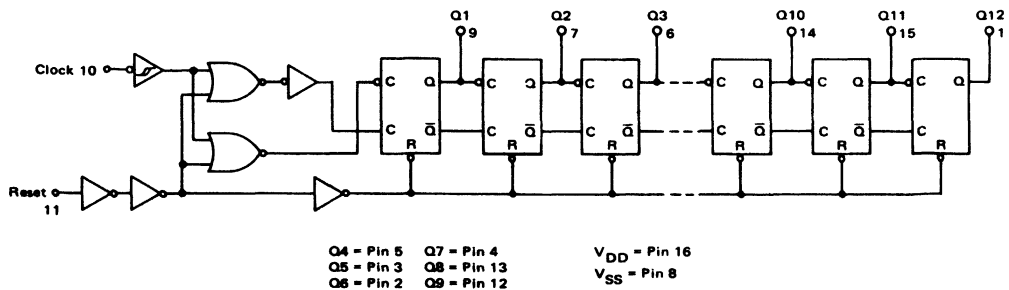 Q1 Q2 Q3 Q10 Q11 Q12
9 7 6 14 15 1
Clock 10
C Q C Q C Q C Q C Q C Q
C Q̅ C Q̅ C Q̅ C Q̅ C Q̅ C
R R R R R R
Reset
11
Q4 = Pin 5 Q7 = Pin 4 VDD = Pin 16
Q5 = Pin 3 Q8 = Pin 13 VSS = Pin 8
Q6 = Pin 2 Q9 = Pin 12